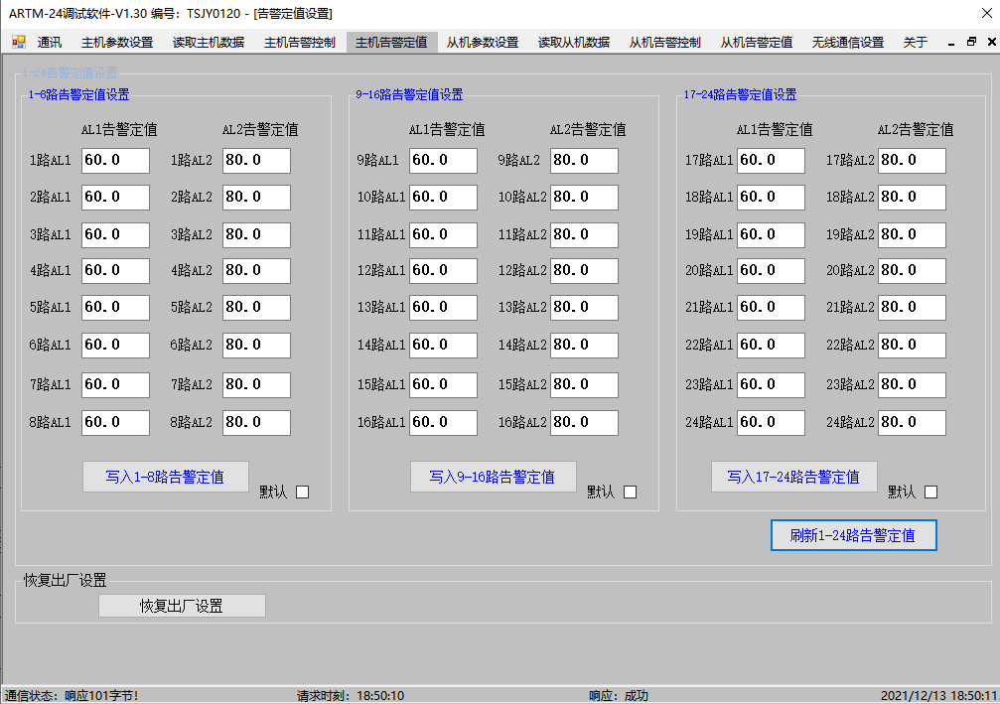 ARTM-24调试软件-V1.30 编号：TSJY0120 - [告警定值设置]
通讯 主机参数设置 读取主机数据 主机告警控制 主机告警定值 从机参数设置 读取从机数据 从机告警控制 从机告警定值 无线通信设置 关于
1-24告警定值设置
1-8路告警定值设置 9-16路告警定值设置 17-24路告警定值设置
AL1告警定值 AL2告警定值 AL1告警定值 AL2告警定值 AL1告警定值 AL2告警定值
1路AL1 60.0 1路AL2 80.0 9路AL1 60.0 9路AL2 80.0 17路AL1 60.0 17路AL2 80.0
2路AL1 60.0 2路AL2 80.0 10路AL1 60.0 10路AL2 80.0 18路AL1 60.0 18路AL2 80.0
3路AL1 60.0 3路AL2 80.0 11路AL1 60.0 11路AL2 80.0 19路AL1 60.0 19路AL2 80.0
4路AL1 60.0 4路AL2 80.0 12路AL1 60.0 12路AL2 80.0 20路AL1 60.0 20路AL2 80.0
5路AL1 60.0 5路AL2 80.0 13路AL1 60.0 13路AL2 80.0 21路AL1 60.0 21路AL2 80.0
6路AL1 60.0 6路AL2 80.0 14路AL1 60.0 14路AL2 80.0 22路AL1 60.0 22路AL2 80.0
7路AL1 60.0 7路AL2 80.0 15路AL1 60.0 15路AL2 80.0 23路AL1 60.0 23路AL2 80.0
8路AL1 60.0 8路AL2 80.0 16路AL1 60.0 16路AL2 80.0 24路AL1 60.0 24路AL2 80.0
写入1-8路告警定值 默认 写入9-16路告警定值 默认 写入17-24路告警定值 默认
刷新1-24路告警定值
恢复出厂设置
恢复出厂设置
通信状态：响应101字节! 请求时刻：18:50:10 响应：成功 2021/12/13 18:50:11